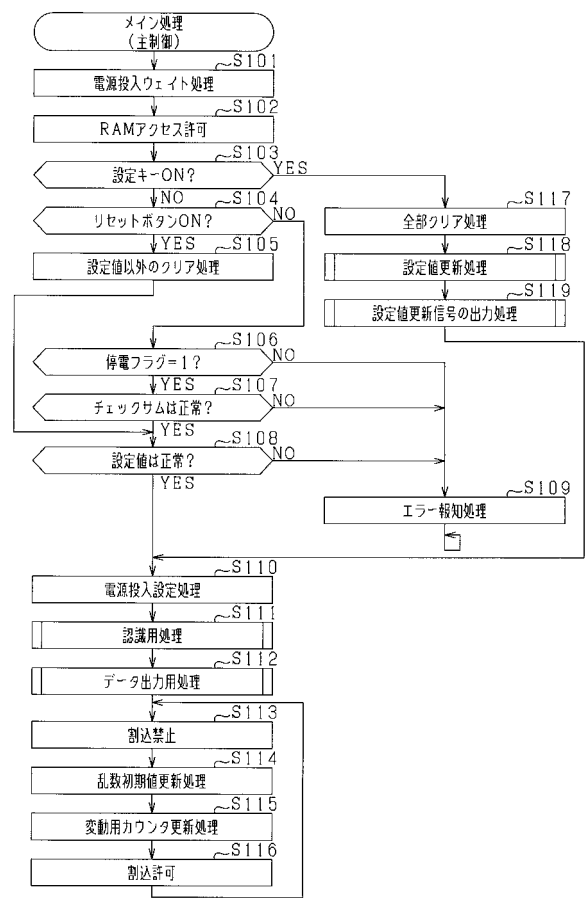 メイン処理
(主制御)
S101
電源投入ウェイト処理
S102
RAMアクセス許可
S103
設定キーON?
YES
NO
S104
リセットボタンON?
NO
YES
S105
設定値以外のクリア処理
S117
全部クリア処理
S118
設定値更新処理
S119
設定値更新信号の出力処理
S106
停電フラグ=1?
NO
YES
S107
チェックサムは正常?
NO
YES
S108
設定値は正常?
NO
YES
S109
エラー報知処理
S110
電源投入設定処理
S111
認識用処理
S112
データ出力用処理
S113
割込禁止
S114
乱数初期値更新処理
S115
変動用カウンタ更新処理
S116
割込許可